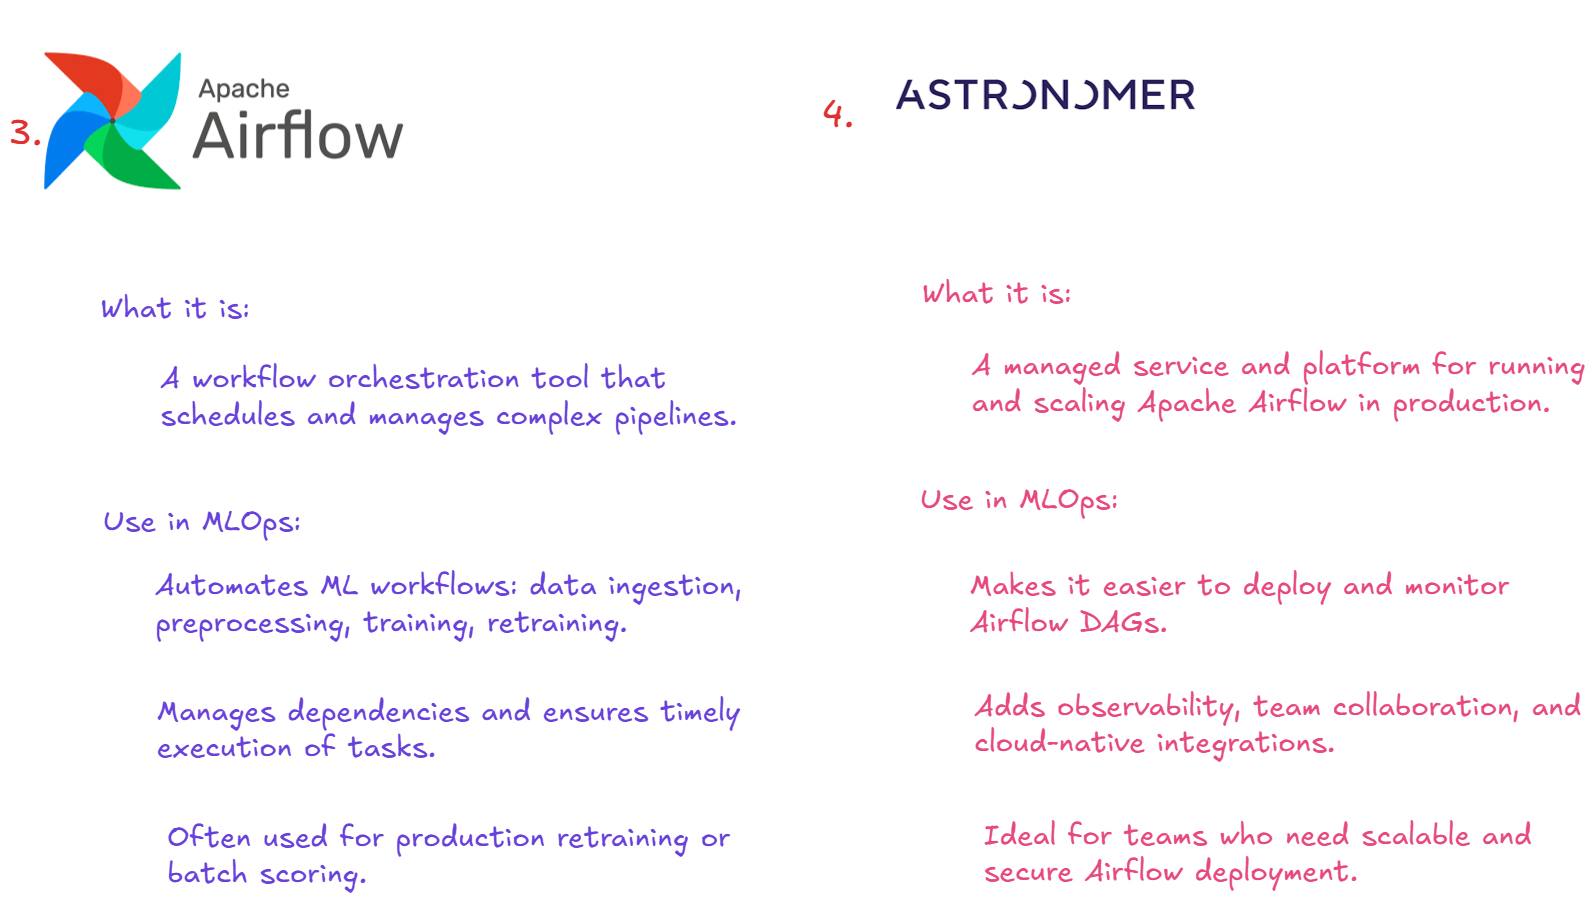 3.
Apache
Airflow
What it is:
A workflow orchestration tool that
schedules and manages complex pipelines.
Use in MLOps:
Automates ML workflows: data ingestion,
preprocessing, training, retraining.
Manages dependencies and ensures timely
execution of tasks.
Often used for production retraining or
batch scoring.
4.
ASTRONOMER
What it is:
A managed service and platform for running
and scaling Apache Airflow in production.
Use in MLOps:
Makes it easier to deploy and monitor
Airflow DAGs.
Adds observability, team collaboration, and
cloud-native integrations.
Ideal for teams who need scalable and
secure Airflow deployment.